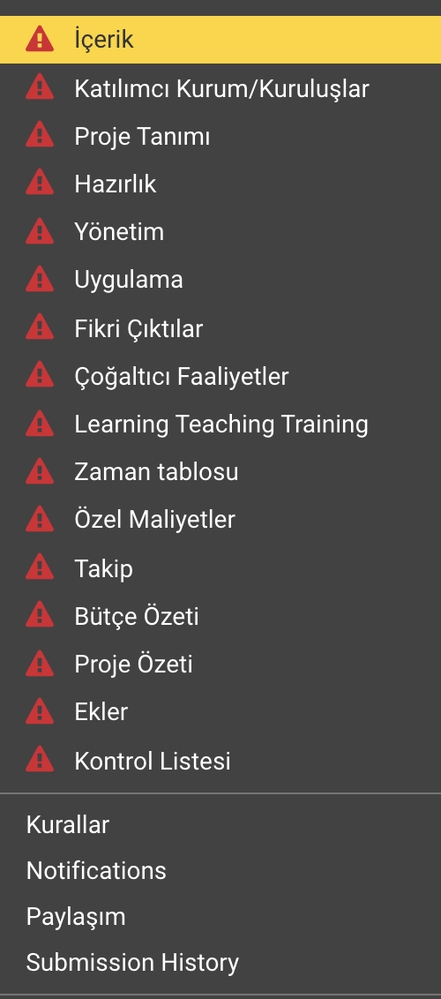 İçerik
Katılımcı Kurum/Kuruluşlar
Proje Tanımı
Hazırlık
Yönetim
Uygulama
Fikri Çıktılar
Çoğaltıcı Faaliyetler
Learning Teaching Training
Zaman tablosu
Özel Maliyetler
Takip
Bütçe Özeti
Proje Özeti
Ekler
Kontrol Listesi
Kurallar
Notifications
Paylaşım
Submission History